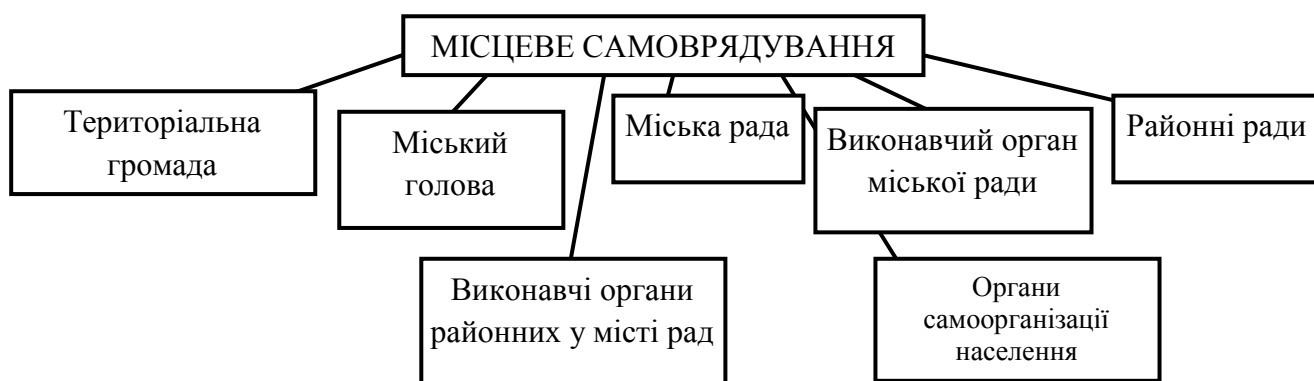 МІСЦЕВЕ САМОВРЯДУВАННЯ
Територіальна
громада
Міський
голова
Міська рада
Виконавчий орган
міської ради
Районні ради
Виконавчі органи
районних у місті рад
Органи
самоорганізації
населення